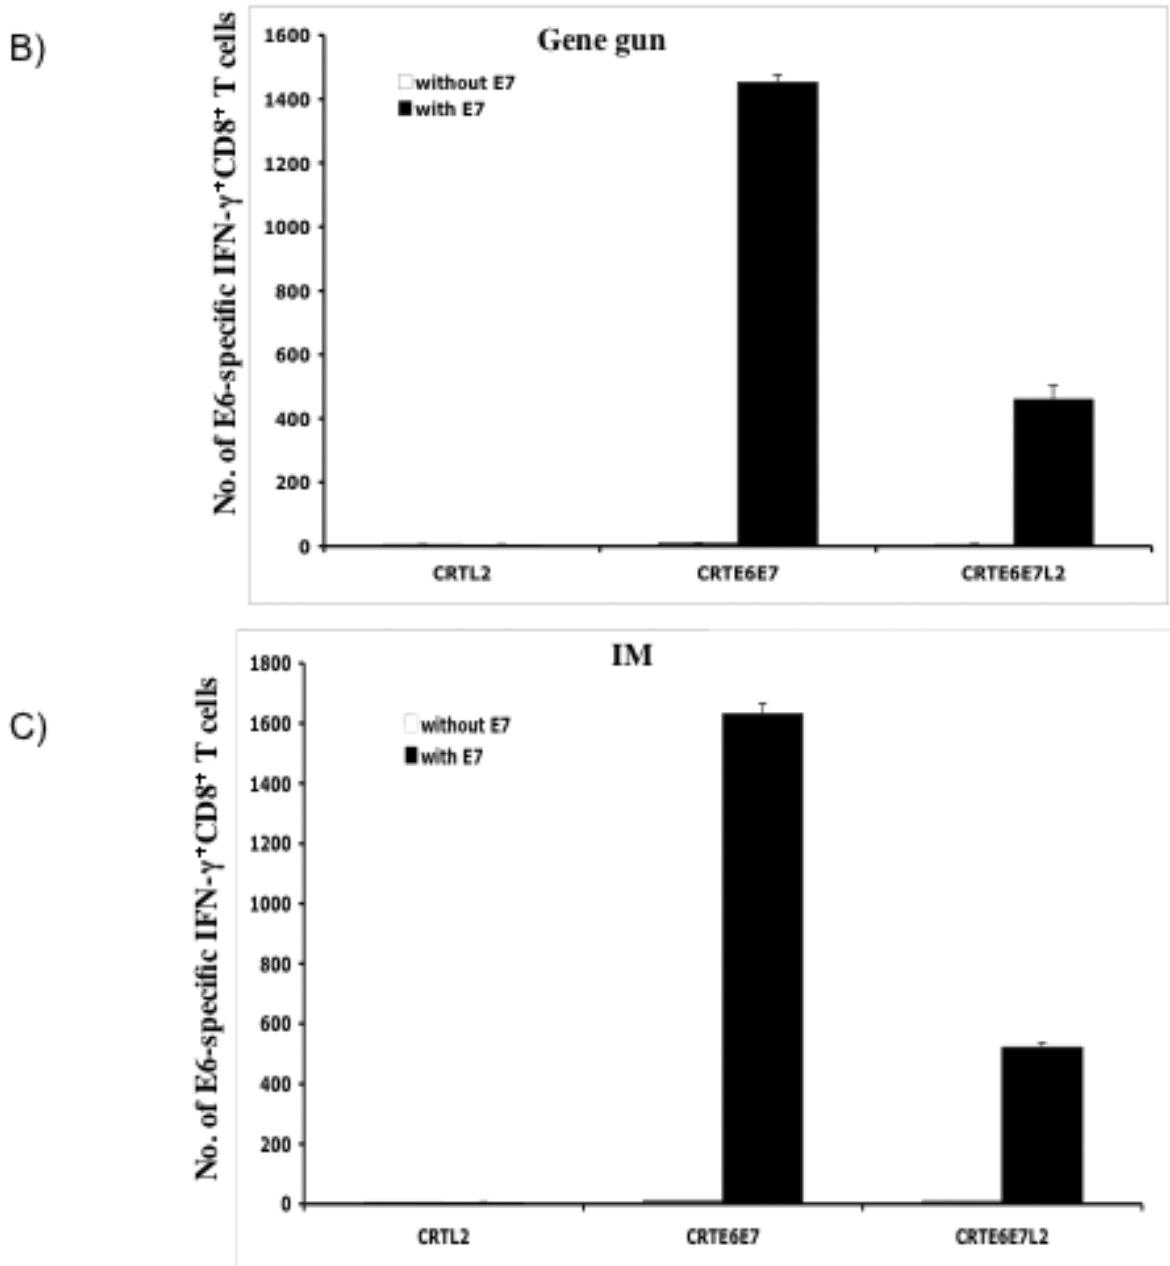 B)
Gene gun
No. of E6-specific IFN-γ⁺CD8⁺ T cells
1600
1400
1200
1000
800
600
400
200
0
without E7
with E7
CRTL2 CRTE6E7 CRTE6E7L2
C)
IM
No. of E6-specific IFN-γ⁺CD8⁺ T cells
1800
1600
1400
1200
1000
800
600
400
200
0
without E7
with E7
CRTL2 CRTE6E7 CRTE6E7L2